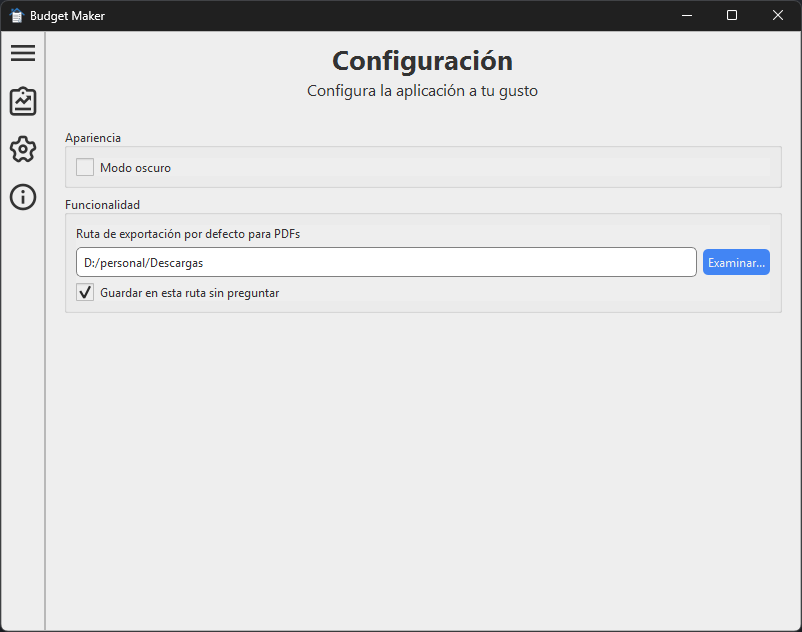 Budget Maker
Configuración
Configura la aplicación a tu gusto
Apariencia
Modo oscuro
Funcionalidad
Ruta de exportación por defecto para PDFs
D:/personal/Descargas
Examinar...
Guardar en esta ruta sin preguntar